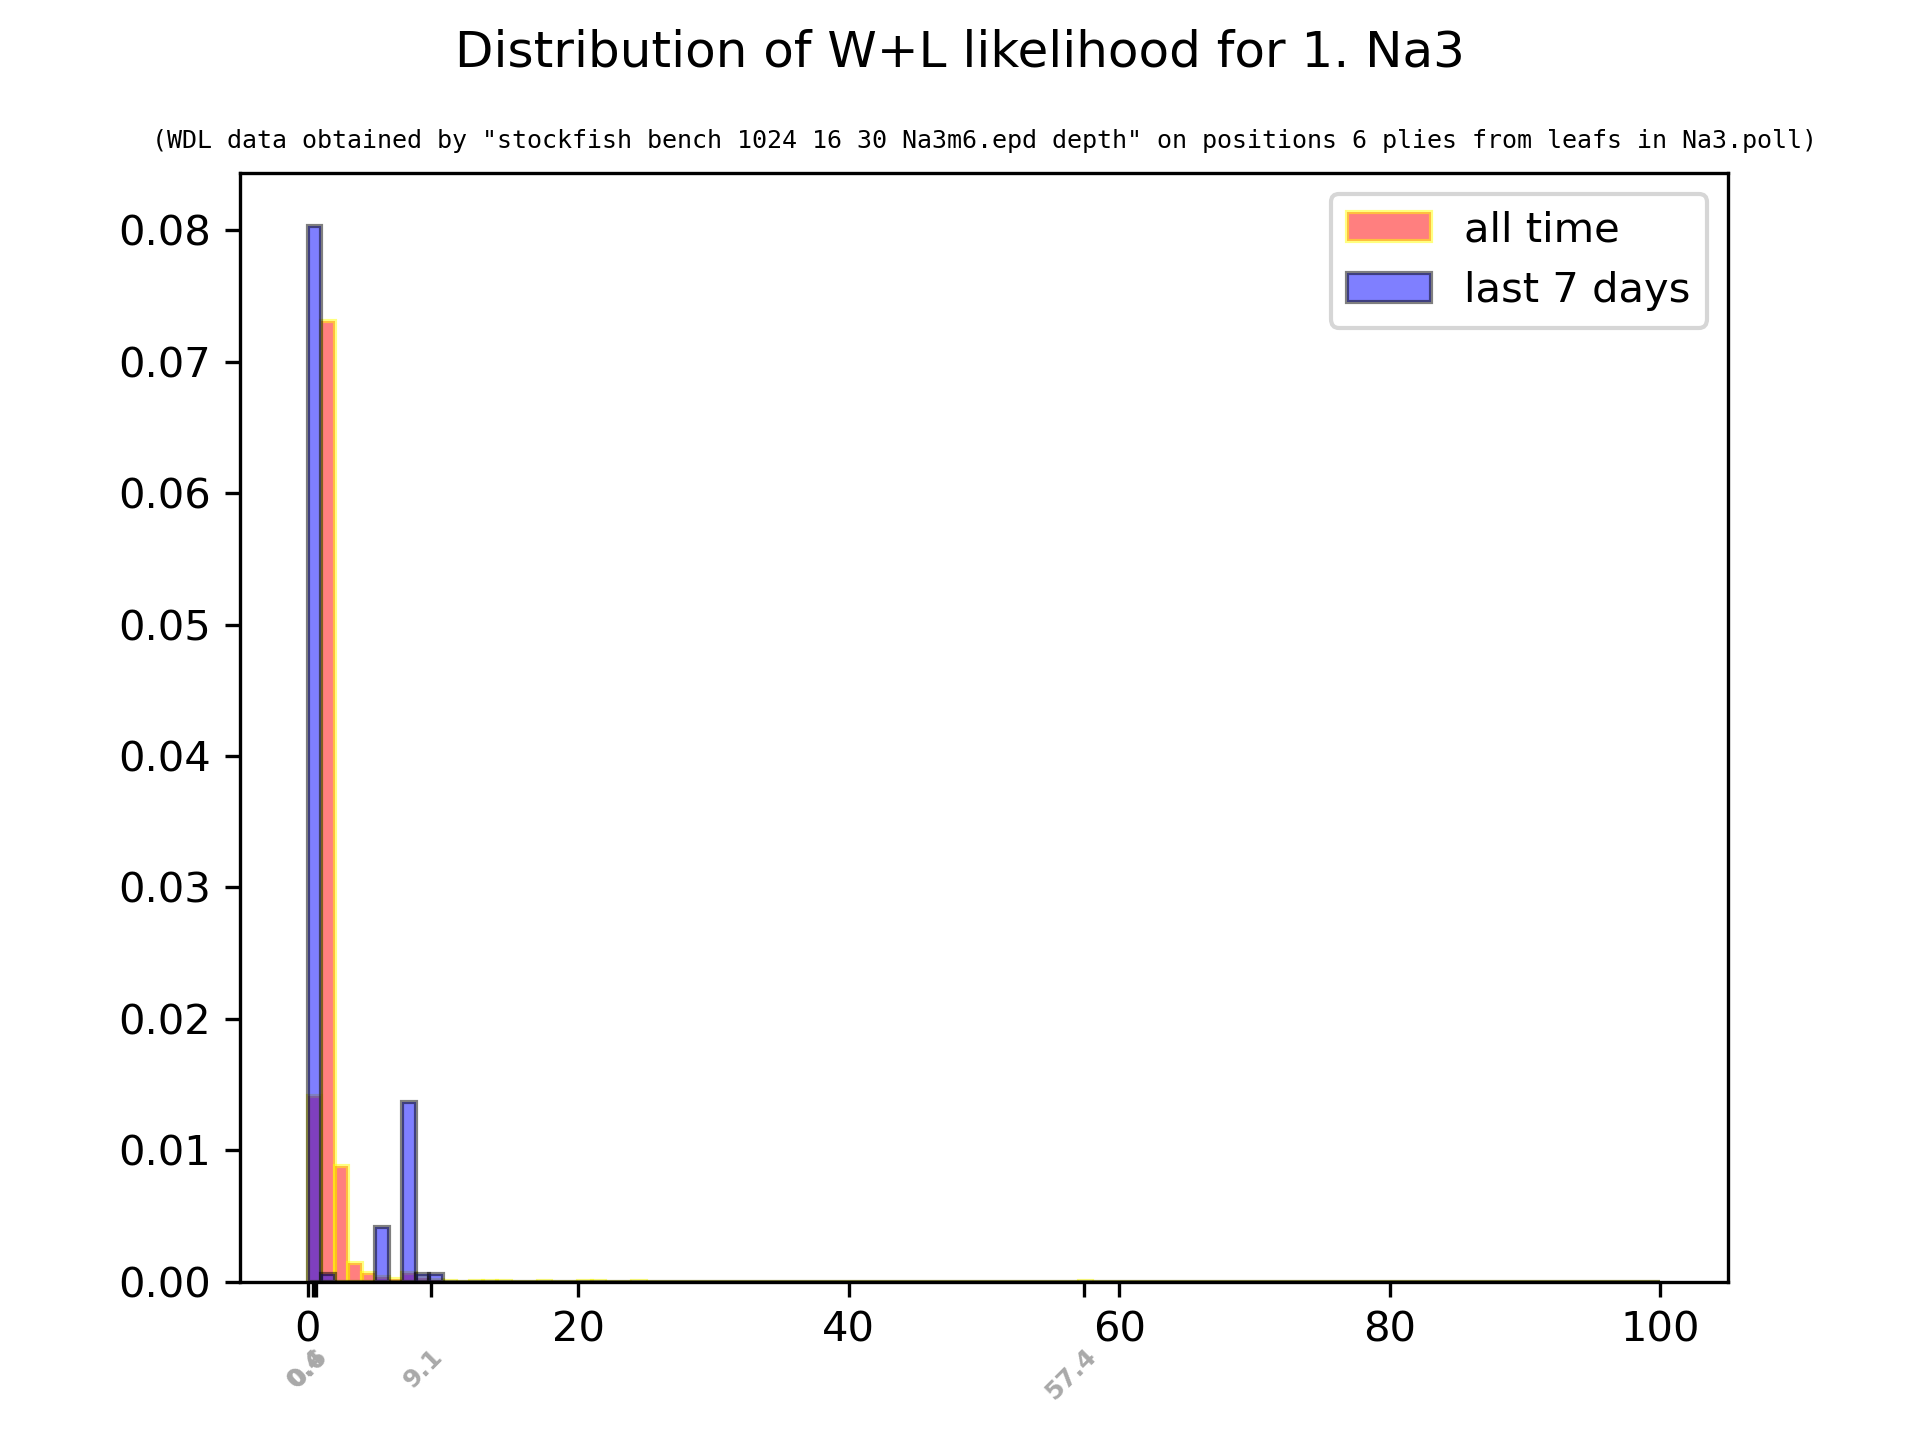 Distribution of W+L likelihood for 1. Na3
(WDL data obtained by "stockfish bench 1024 16 30 Na3m6.epd depth" on positions 6 plies from leafs in Na3.poll)
all time
last 7 days
0.08
0.07
0.06
0.05
0.04
0.03
0.02
0.01
0.00
0 20 40 60 80 100
9.1 57.4